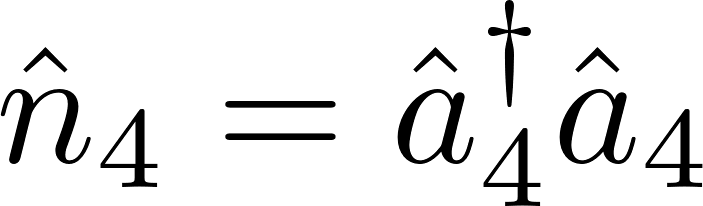 n̂₄ = â₄†â₄